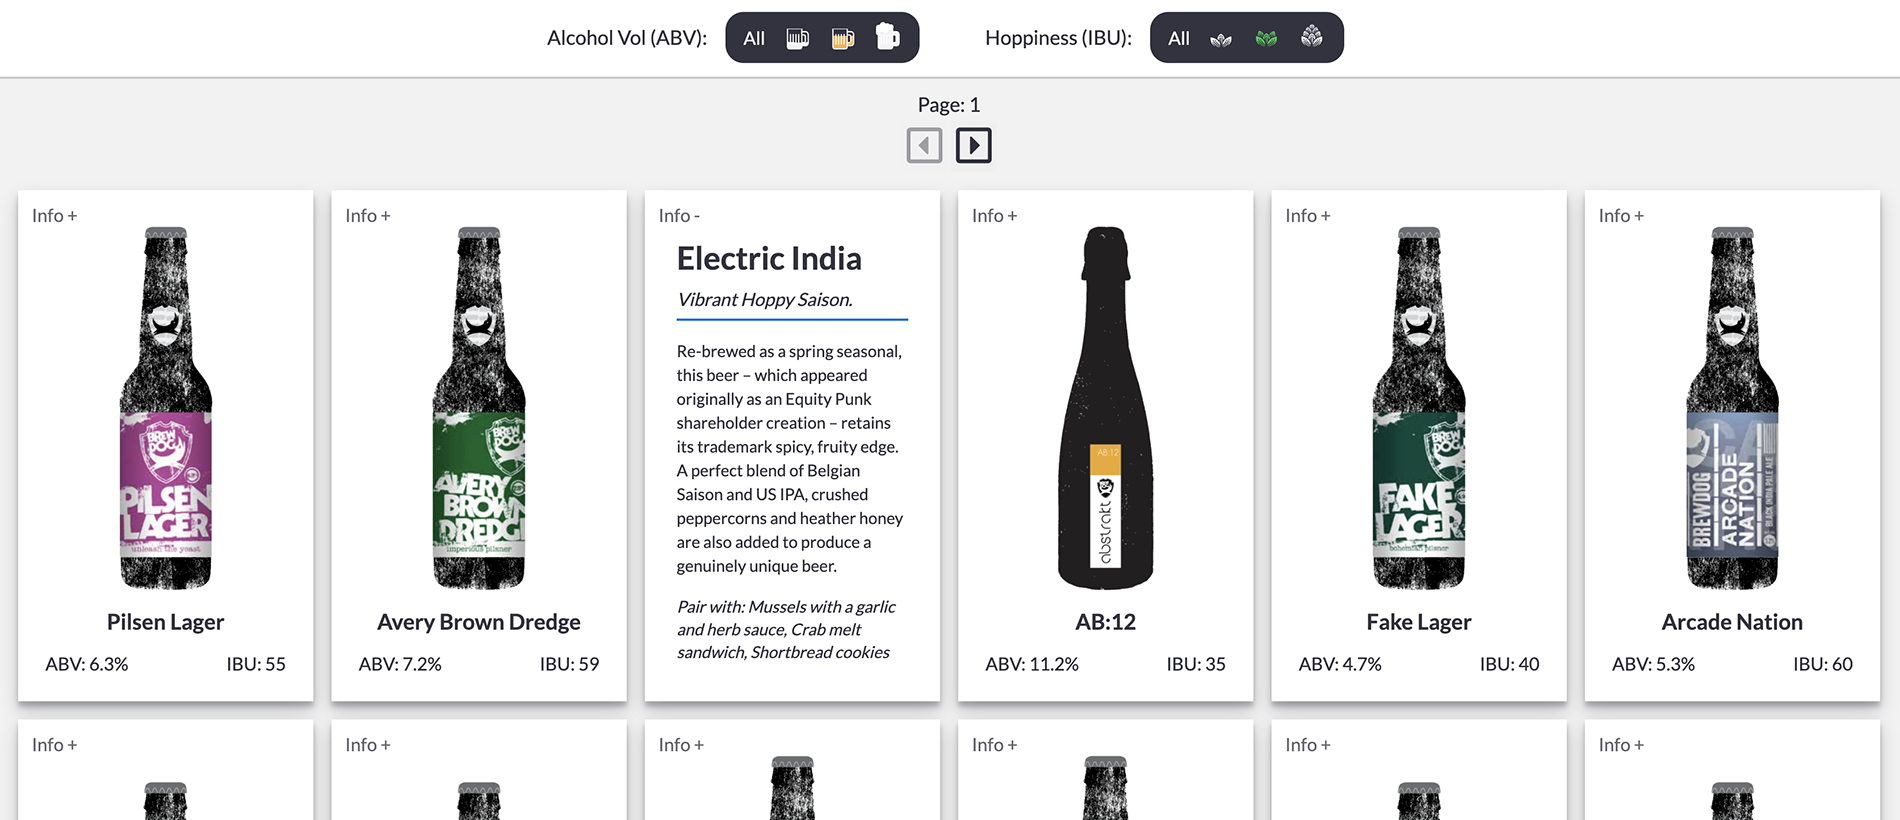 Alcohol Vol (ABV): All
Hoppiness (IBU): All
Page: 1
Info +
BREW
DOG
PILSEN
LAGER
unleash the yeast
Pilsen Lager
ABV: 6.3% IBU: 55
Info +
BREW
DOG
AVERY
BROWN
DREDGE
imperious pilsner
Avery Brown Dredge
ABV: 7.2% IBU: 59
Info -
Electric India
Vibrant Hoppy Saison.
Re-brewed as a spring seasonal,
this beer – which appeared
originally as an Equity Punk
shareholder creation – retains
its trademark spicy, fruity edge.
A perfect blend of Belgian
Saison and US IPA, crushed
peppercorns and heather honey
are also added to produce a
genuinely unique beer.
Pair with: Mussels with a garlic
and herb sauce, Crab melt
sandwich, Shortbread cookies
Info +
AB:12
abstrakt
AB:12
ABV: 11.2% IBU: 35
Info +
BREW
DOG
FAKE
LAGER
bohemian pilsner
Fake Lager
ABV: 4.7% IBU: 40
Info +
BREWDOG
ARCADE
NATION
BLACK INDIA PALE ALE
Arcade Nation
ABV: 5.3% IBU: 60
Info +
Info +
Info +
Info +
Info +
Info +